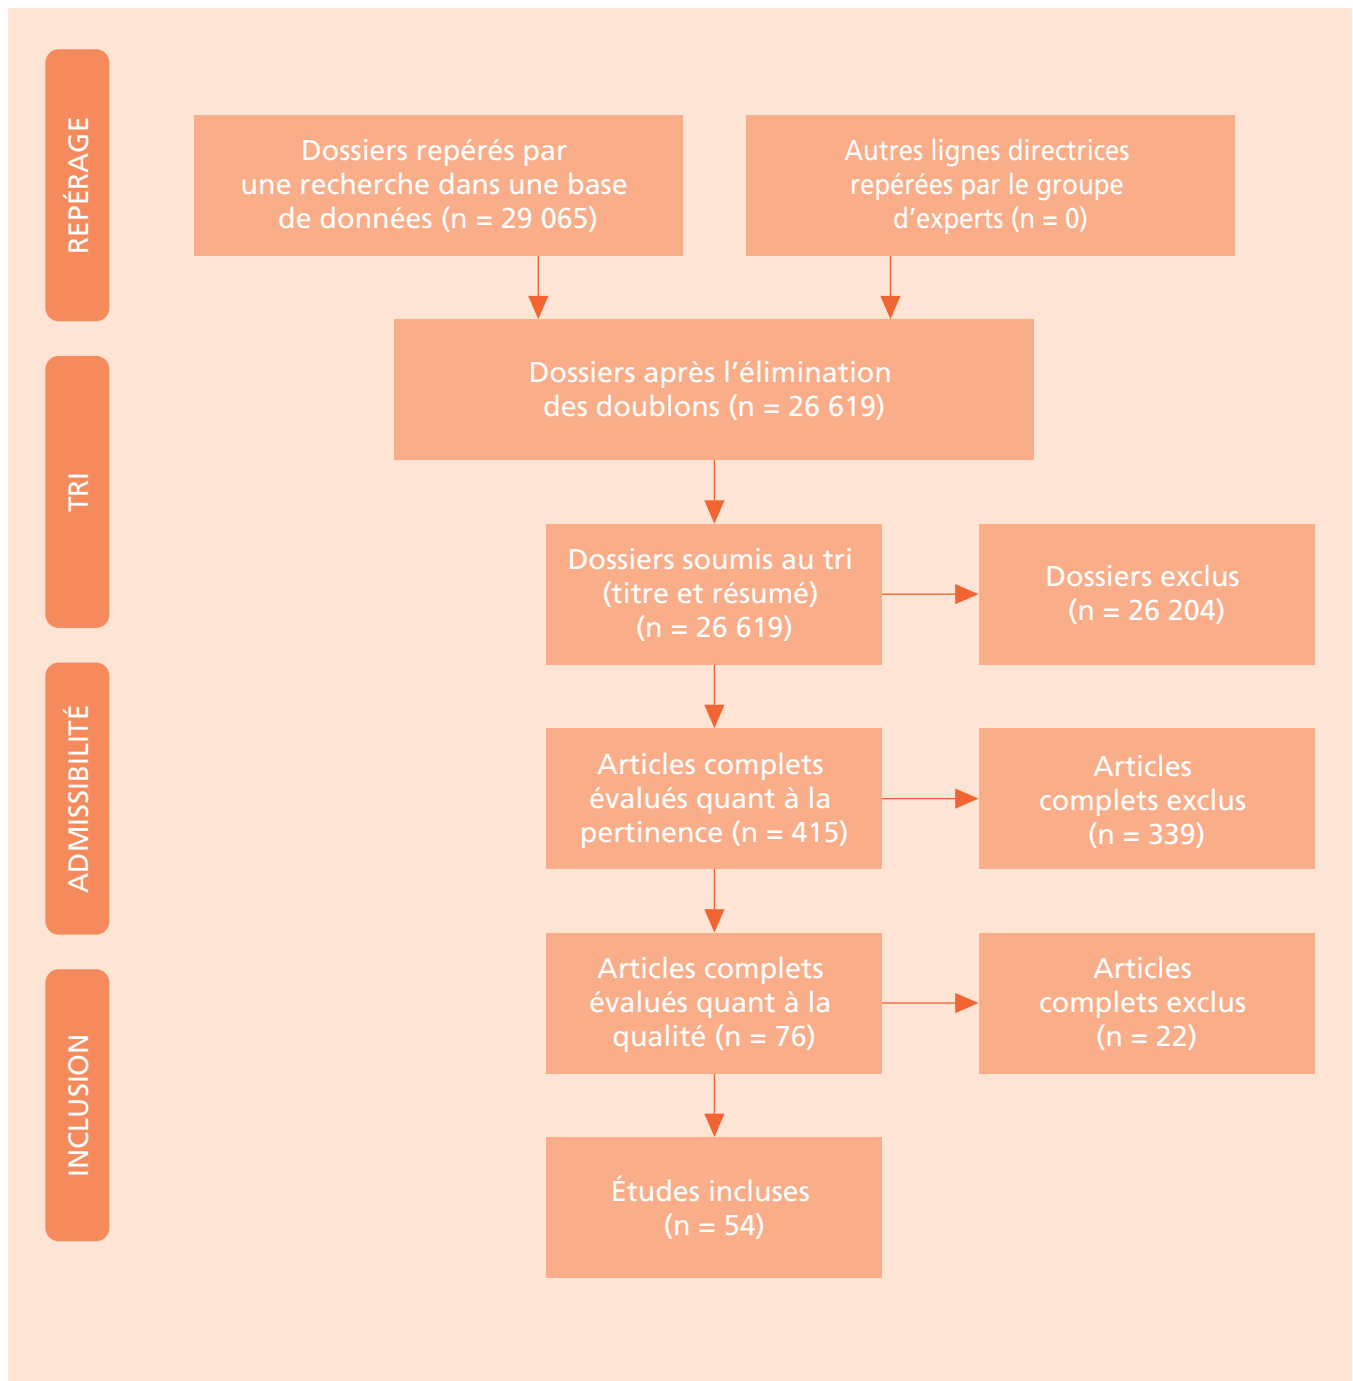 REPÉRAGE
Dossiers repérés par
une recherche dans une base
de données (n = 29 065)
Autres lignes directrices
repérées par le groupe
d’experts (n = 0)
Dossiers après l’élimination
des doublons (n = 26 619)
TRI
Dossiers soumis au tri
(titre et résumé)
(n = 26 619)
Dossiers exclus
(n = 26 204)
ADMISSIBILITÉ
Articles complets
évalués quant à la
pertinence (n = 415)
Articles
complets exclus
(n = 339)
Articles complets
évalués quant à la
qualité (n = 76)
Articles
complets exclus
(n = 22)
INCLUSION
Études incluses
(n = 54)